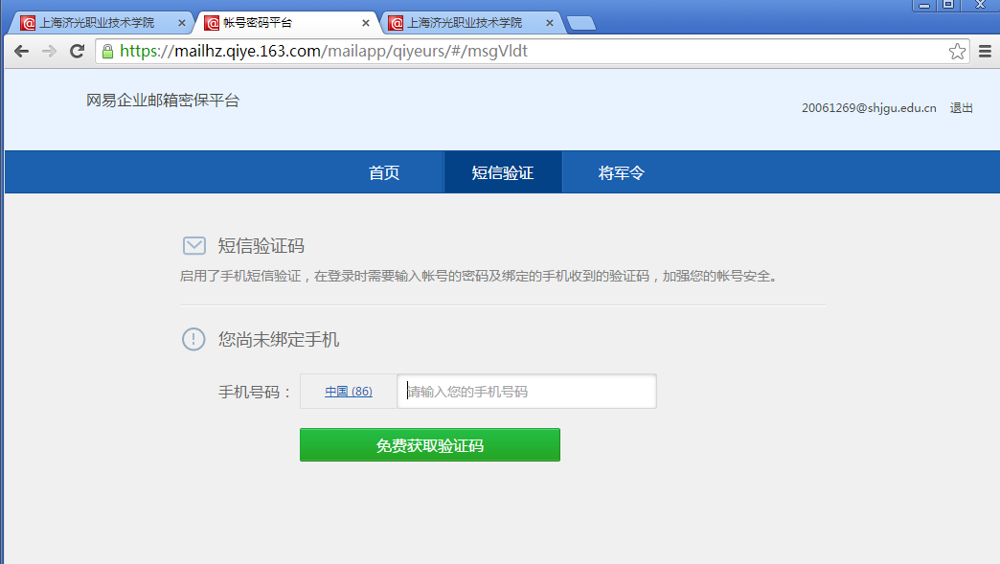 上海济光职业技术学院
帐号密码平台
上海济光职业技术学院
https://mailhz.qiye.163.com/mailapp/qiyeurs/#/msgVldt
网易企业邮箱密保平台
20061269@shjgu.edu.cn 退出
首页 短信验证 将军令
短信验证码
启用了手机短信验证，在登录时需要输入帐号的密码及绑定的手机收到的验证码，加强您的帐号安全。
您尚未绑定手机
手机号码： 中国 (86) 请输入您的手机号码
免费获取验证码